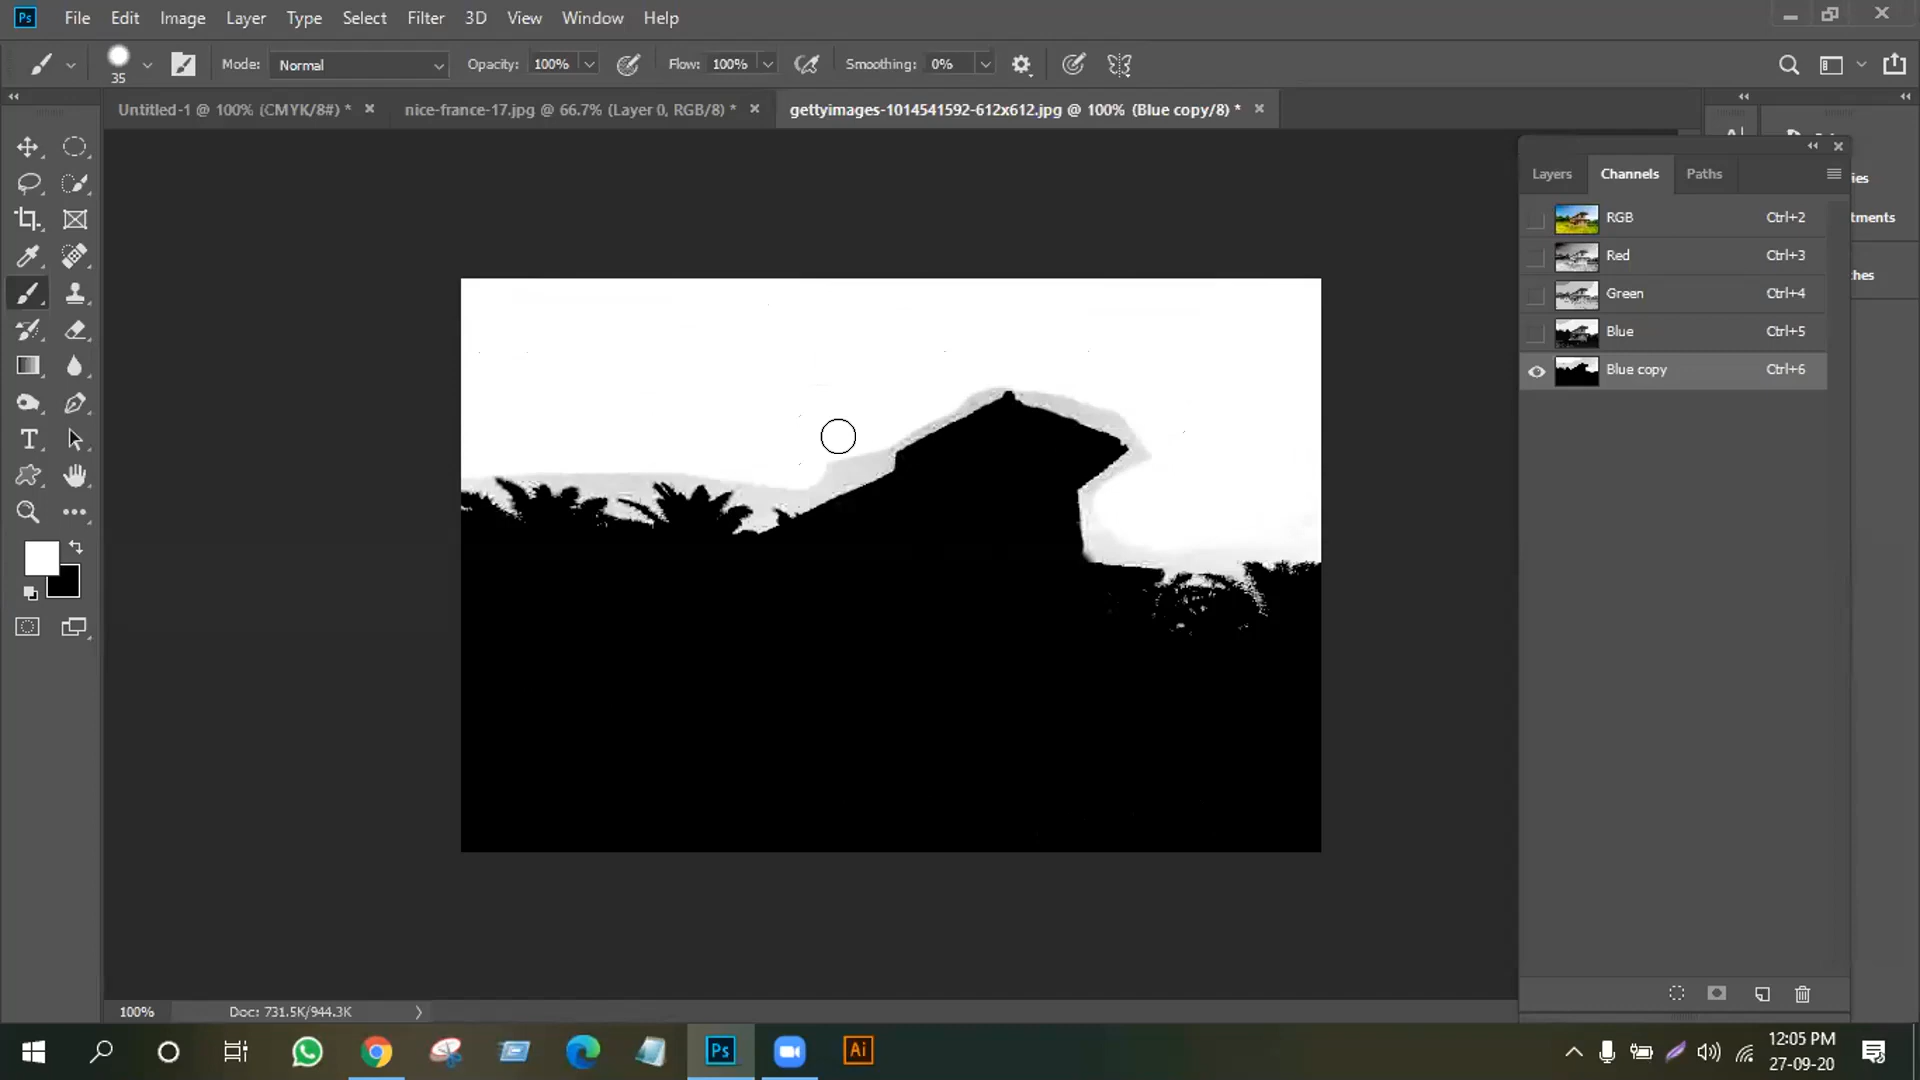 Ps File Edit Image Layer Type Select Filter 3D View Window Help
35 Mode: Normal Opacity: 100% Flow: 100% Smoothing: 0%
Untitled-1 @ 100% (CMYK/8#) * nice-france-17.jpg @ 66.7% (Layer 0, RGB/8) * gettyimages-1014541592-612x612.jpg @ 100% (Blue copy/8) *
Layers Channels Paths ies
RGB Ctrl+2 tments
Red Ctrl+3 hes
Green Ctrl+4
Blue Ctrl+5
Blue copy Ctrl+6
T
100% Doc: 731.5K/944.3K
Ps Ai
12:05 PM
27-09-20